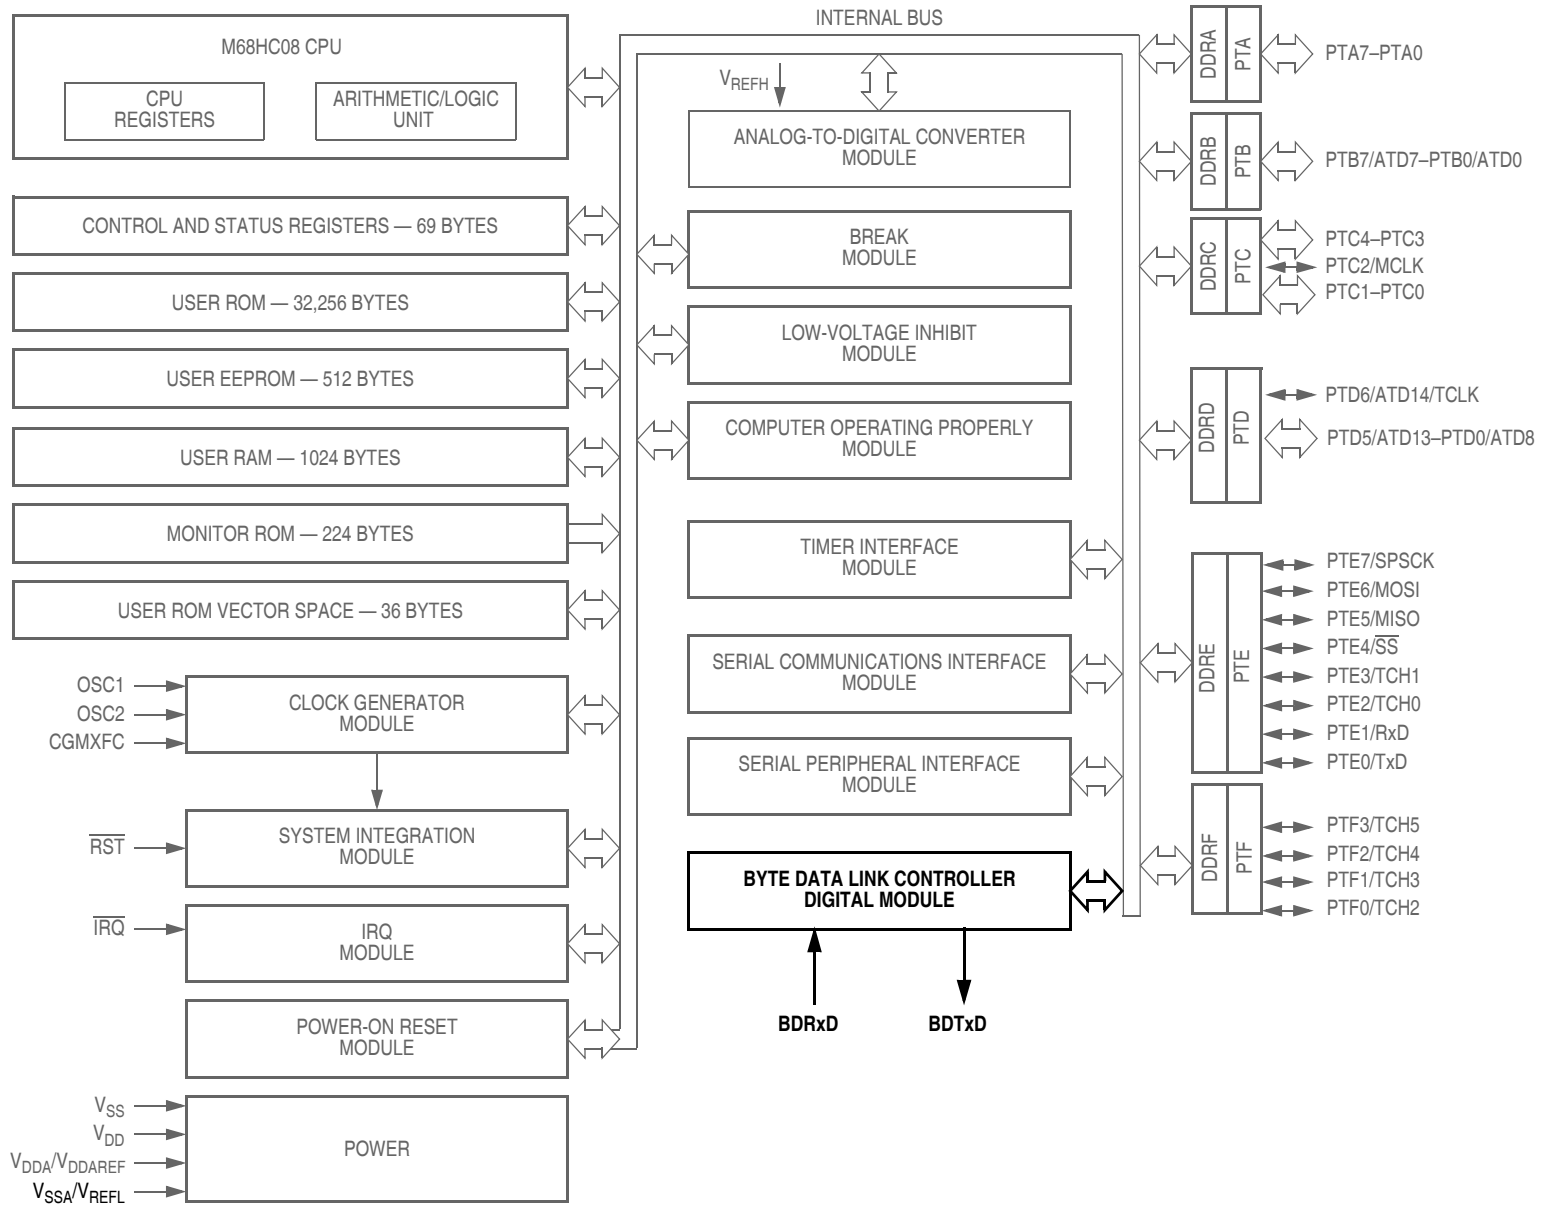 INTERNAL BUS
M68HC08 CPU
CPU
REGISTERS
ARITHMETIC/LOGIC
UNIT
CONTROL AND STATUS REGISTERS — 69 BYTES
USER ROM — 32,256 BYTES
USER EEPROM — 512 BYTES
USER RAM — 1024 BYTES
MONITOR ROM — 224 BYTES
USER ROM VECTOR SPACE — 36 BYTES
OSC1
OSC2
CGMXFC
CLOCK GENERATOR
MODULE
RST
SYSTEM INTEGRATION
MODULE
IRQ
IRQ
MODULE
POWER-ON RESET
MODULE
VSS
VDD
VDDA/VDDAREF
VSSA/VREFL
POWER
VREFH
ANALOG-TO-DIGITAL CONVERTER
MODULE
BREAK
MODULE
LOW-VOLTAGE INHIBIT
MODULE
COMPUTER OPERATING PROPERLY
MODULE
TIMER INTERFACE
MODULE
SERIAL COMMUNICATIONS INTERFACE
MODULE
SERIAL PERIPHERAL INTERFACE
MODULE
BYTE DATA LINK CONTROLLER
DIGITAL MODULE
BDRxD
BDTxD
DDRA
PTA
PTA7–PTA0
DDRB
PTB
PTB7/ATD7–PTB0/ATD0
DDRC
PTC
PTC4–PTC3
PTC2/MCLK
PTC1–PTC0
DDRD
PTD
PTD6/ATD14/TCLK
PTD5/ATD13–PTD0/ATD8
DDRE
PTE
PTE7/SPSCK
PTE6/MOSI
PTE5/MISO
PTE4/SS
PTE3/TCH1
PTE2/TCH0
PTE1/RxD
PTE0/TxD
DDRF
PTF
PTF3/TCH5
PTF2/TCH4
PTF1/TCH3
PTF0/TCH2